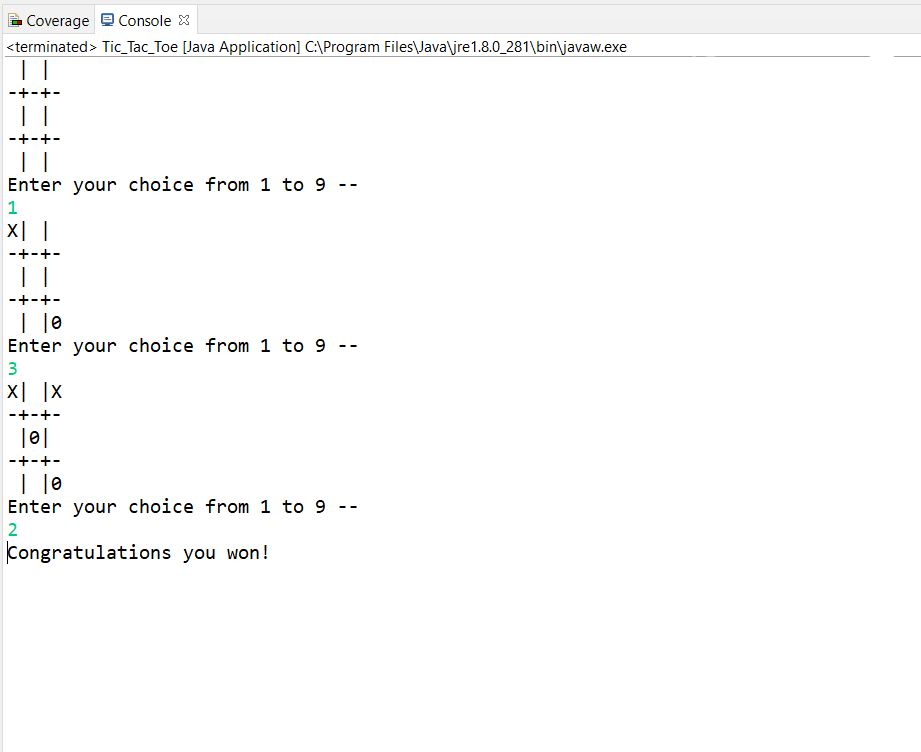 Coverage Console
<terminated> Tic_Tac_Toe [Java Application] C:\Program Files\Java\jre1.8.0_281\bin\javaw.exe
 | |
-+-+-
 | |
-+-+-
 | |
Enter your choice from 1 to 9 --
1
X| |
-+-+-
 | |
-+-+-
 | |0
Enter your choice from 1 to 9 --
3
X| |X
-+-+-
 |0|
-+-+-
 | |0
Enter your choice from 1 to 9 --
2
Congratulations you won!